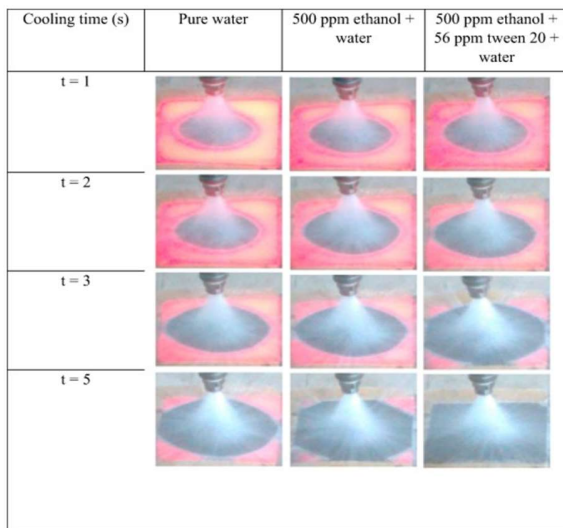 Cooling time (s)
Pure water
500 ppm ethanol +
water
500 ppm ethanol +
56 ppm tween 20 +
water
t = 1
t = 2
t = 3
t = 5